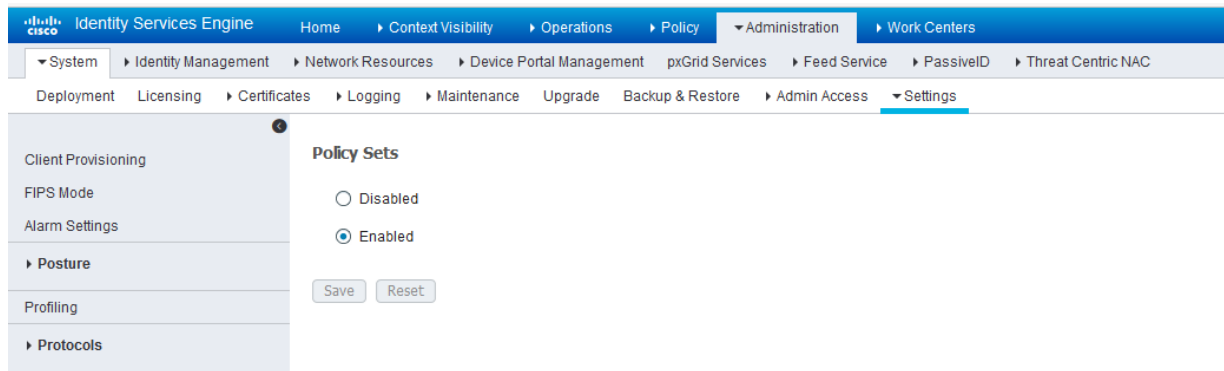 cisco Identity Services Engine Home Context Visibility Operations Policy Administration Work Centers
System Identity Management Network Resources Device Portal Management pxGrid Services Feed Service PassiveID Threat Centric NAC
Deployment Licensing Certificates Logging Maintenance Upgrade Backup & Restore Admin Access Settings
Client Provisioning
FIPS Mode
Alarm Settings
Posture
Profiling
Protocols
Policy Sets
Disabled
Enabled
Save Reset